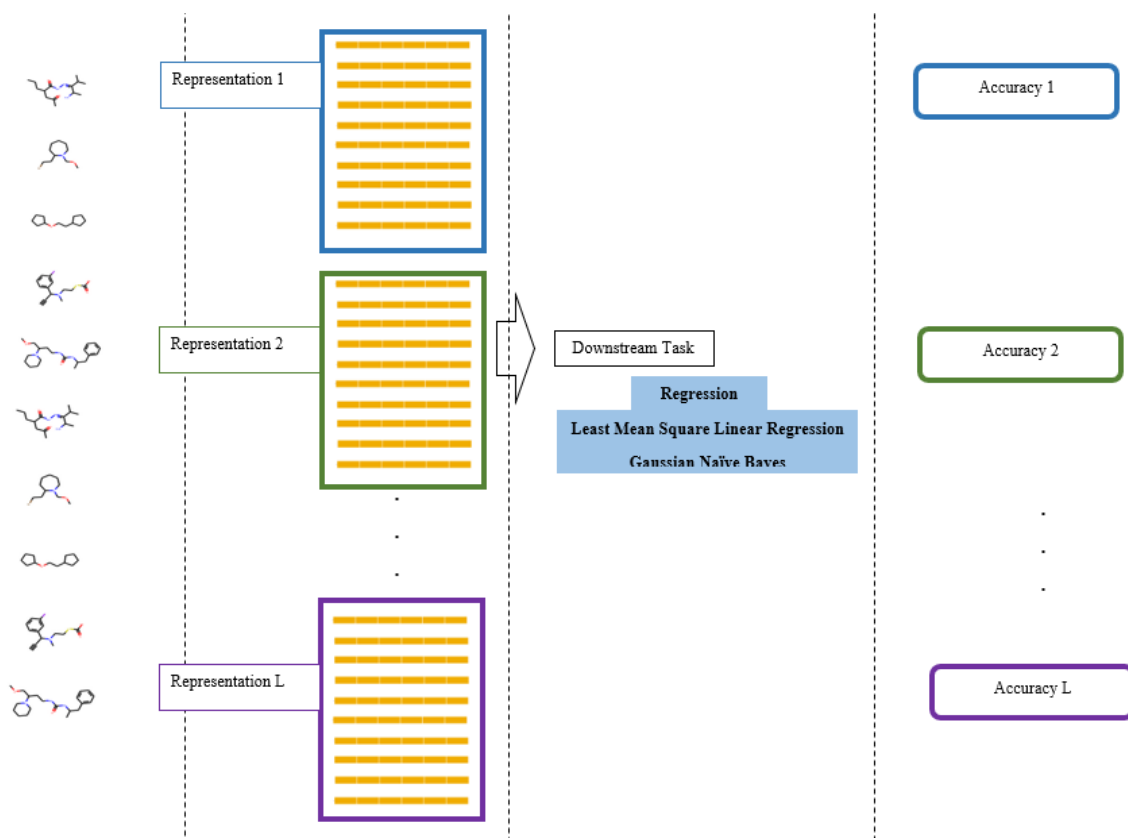 Representation 1
Accuracy 1
Representation 2
Downstream Task
Accuracy 2
Regression
Least Mean Square Linear Regression
Gaussian Naïve Bayes
.
.
.
.
.
.
Representation L
Accuracy L